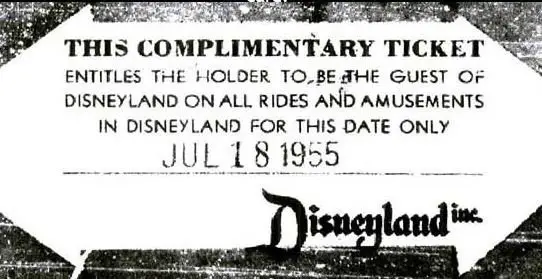 THIS COMPLIMENTARY TICKET
ENTITLES THE HOLDER TO BE THE GUEST OF
DISNEYLAND ON ALL RIDES AND AMUSEMENTS
IN DISNEYLAND FOR THIS DATE ONLY
JUL 18 1955
Disneyland inc.